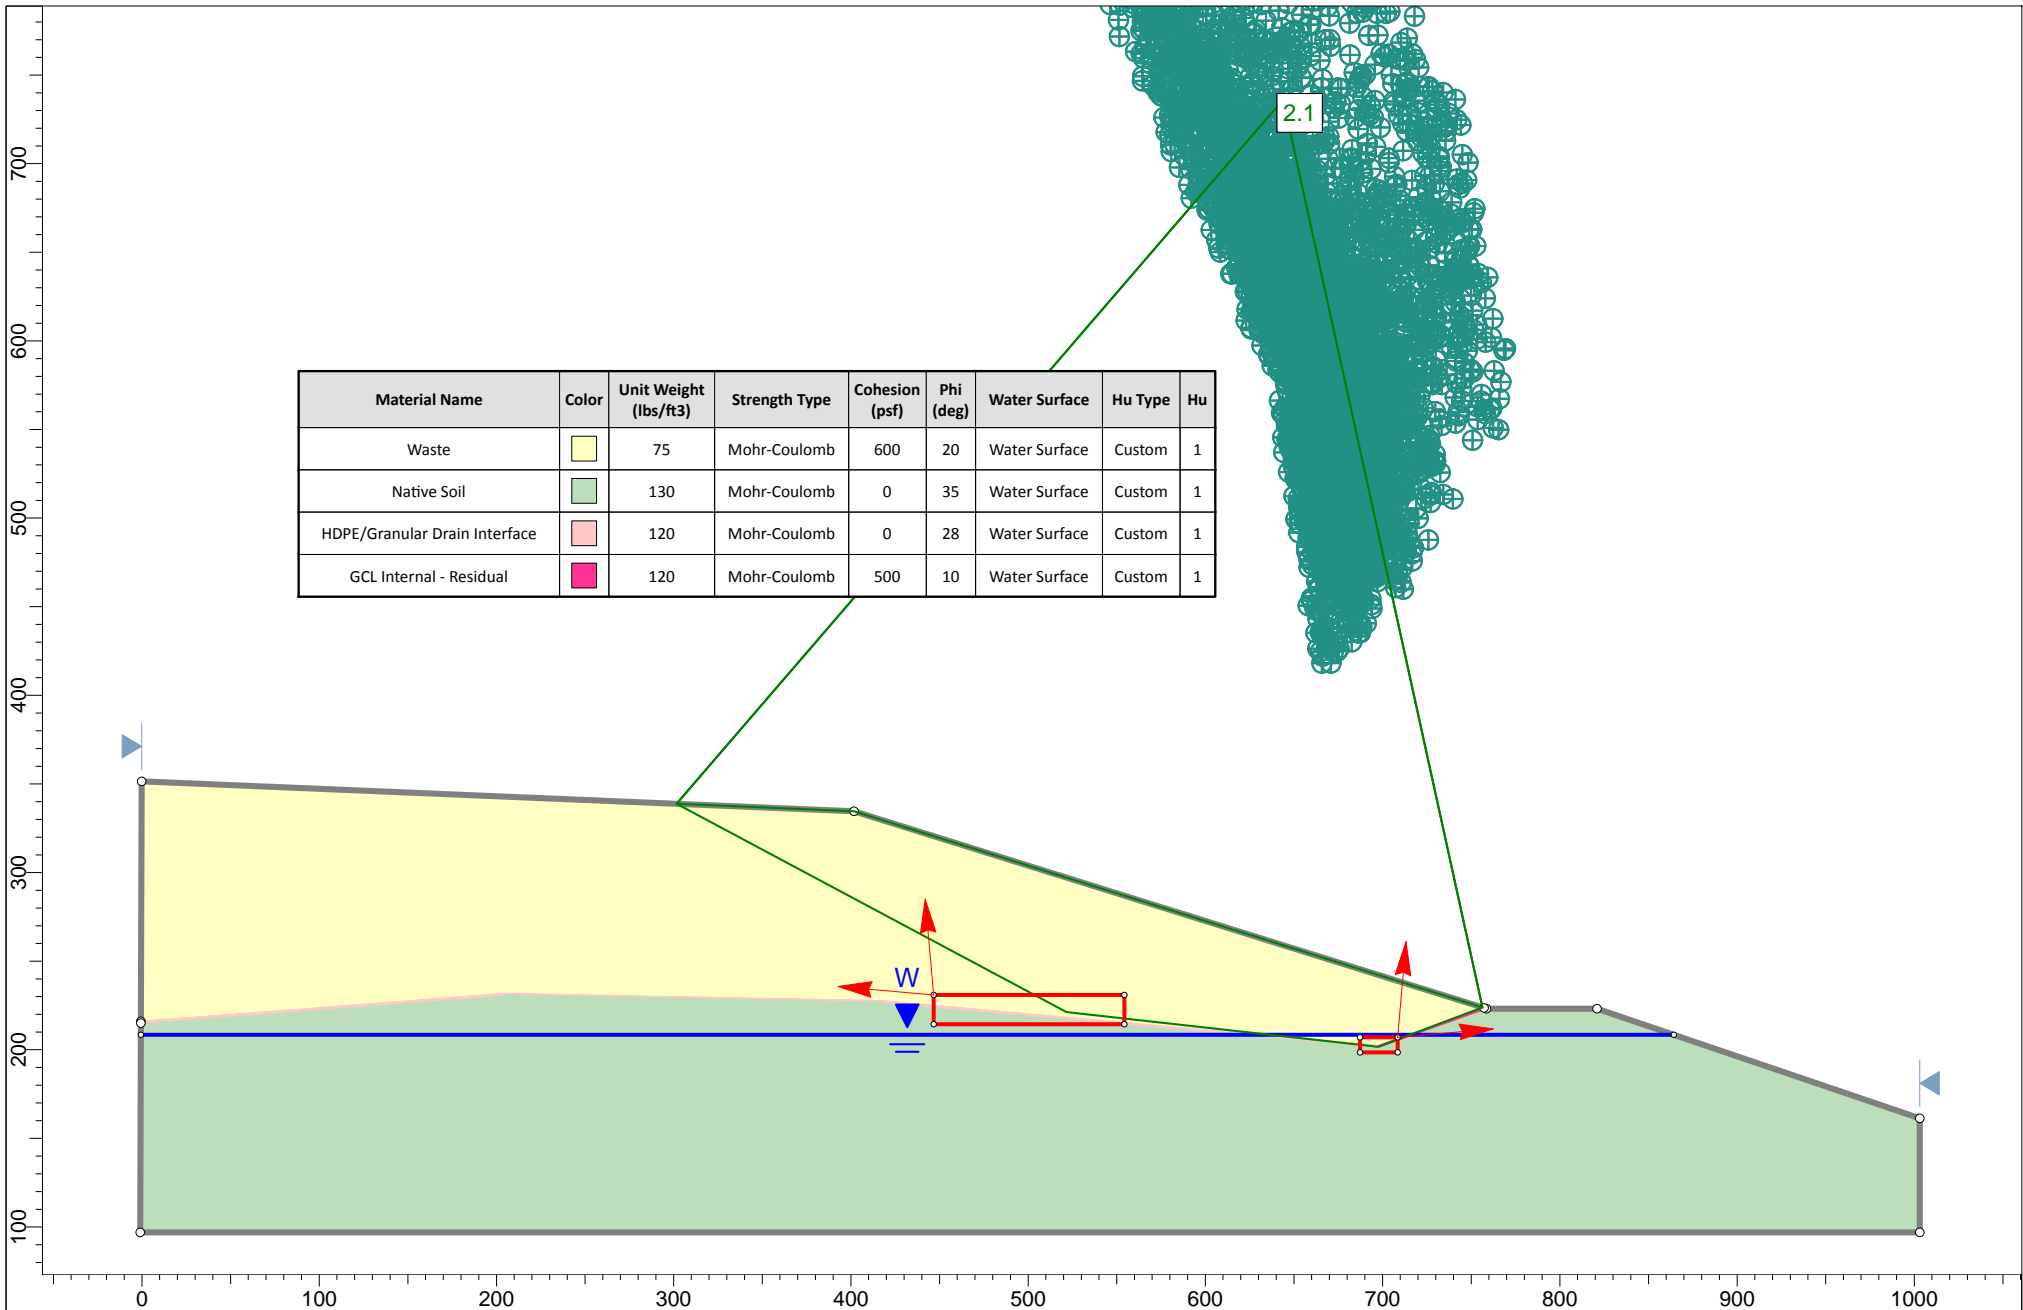 2.1
Material Name Color Unit Weight (lbs/ft3) Strength Type Cohesion (psf) Phi (deg) Water Surface Hu Type Hu
Waste 75 Mohr-Coulomb 600 20 Water Surface Custom 1
Native Soil 130 Mohr-Coulomb 0 35 Water Surface Custom 1
HDPE/Granular Drain Interface 120 Mohr-Coulomb 0 28 Water Surface Custom 1
GCL Internal - Residual 120 Mohr-Coulomb 500 10 Water Surface Custom 1
W
700
600
500
400
300
200
100
0 100 200 300 400 500 600 700 800 900 1000